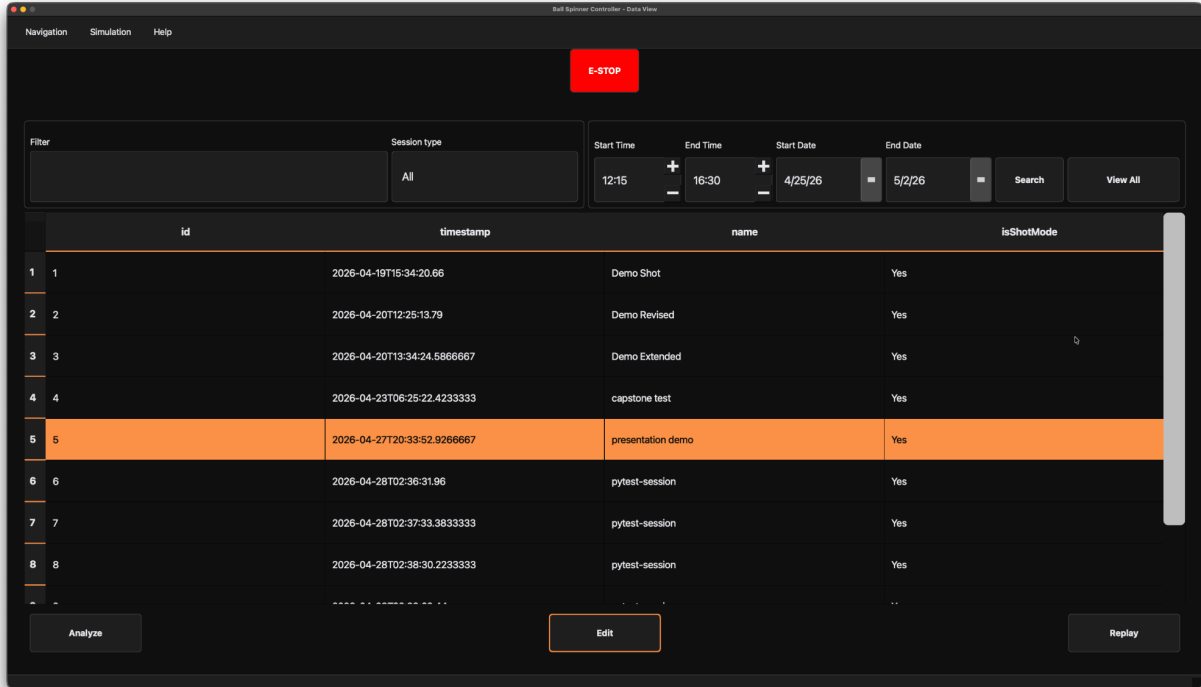 Ball Spinner Controller - Data View
Navigation Simulation Help
E-STOP
Filter Session type Start Time End Time Start Date End Date
All 12:15 16:30 4/25/26 5/2/26 Search View All
id timestamp name isShotMode
1 1 2026-04-19T15:34:20.66 Demo Shot Yes
2 2 2026-04-20T12:25:13.79 Demo Revised Yes
3 3 2026-04-20T13:34:24.5866667 Demo Extended Yes
4 4 2026-04-23T06:25:22.4233333 capstone test Yes
5 5 2026-04-27T20:33:52.9266667 presentation demo Yes
6 6 2026-04-28T02:36:31.96 pytest-session Yes
7 7 2026-04-28T02:37:33.3833333 pytest-session Yes
8 8 2026-04-28T02:38:30.2233333 pytest-session Yes
Analyze Edit Replay